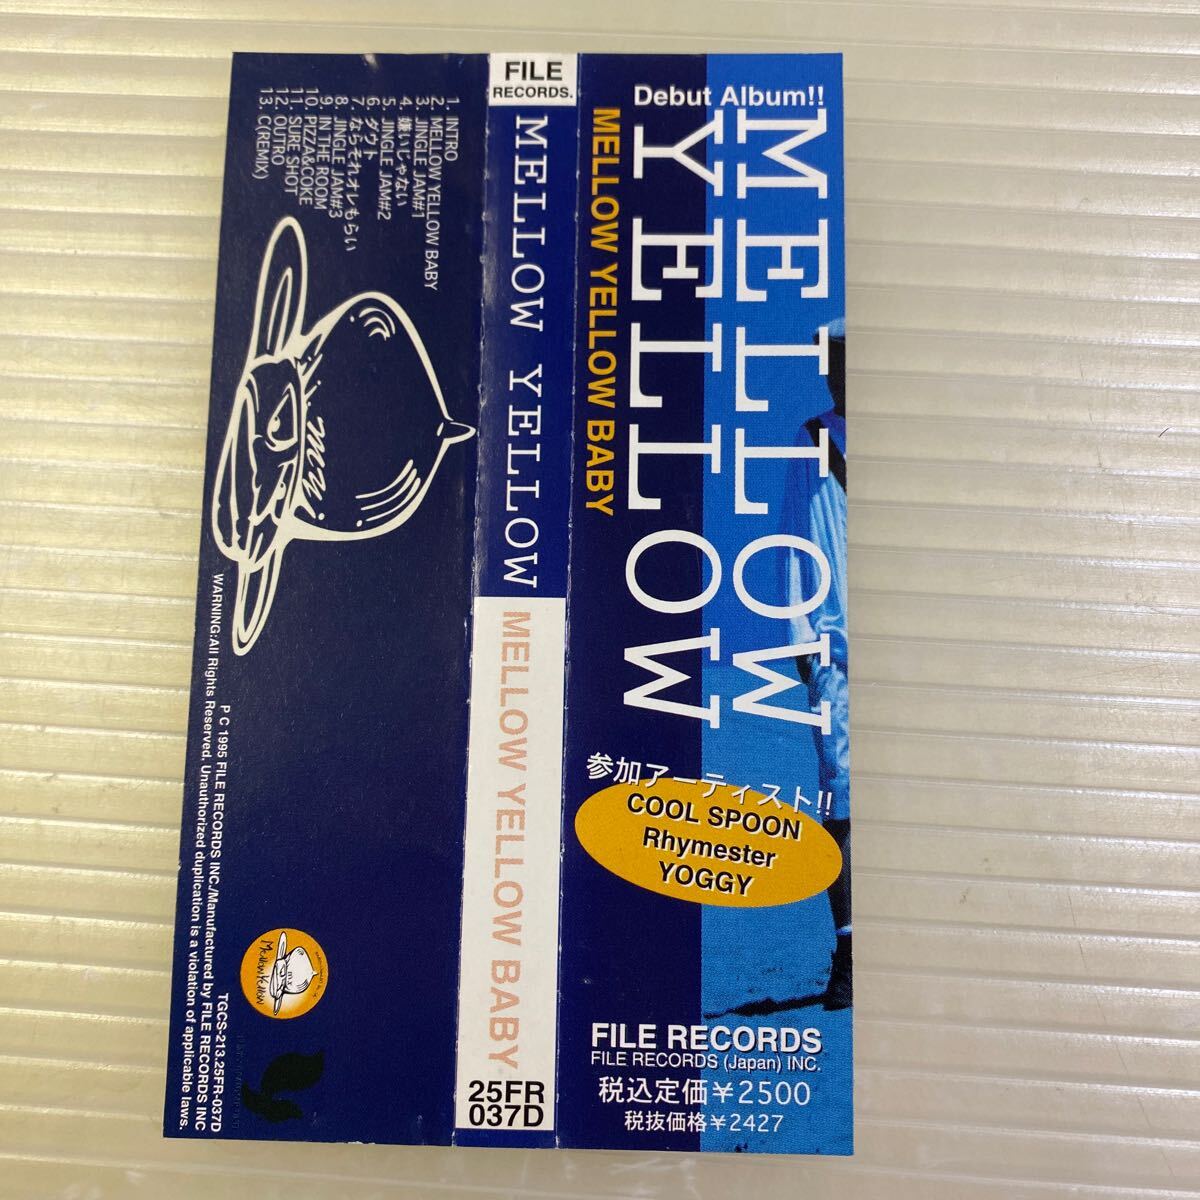 Debut Album!!
MELLOW
YELLOW
MELLOW YELLOW BABY
参加アーティスト!!
COOL SPOON
Rhymester
YOGGY
FILE RECORDS
FILE RECORDS (Japan) INC.
税込定価¥2500
税抜価格¥2427
FILE
RECORDS.
MELLOW YELLOW
MELLOW YELLOW BABY
25FR
037D
1. INTRO
2. MELLOW YELLOW BABY
3. JINGLE JAM#1
4.嫌いじゃない
5. JINGLE JAM#2
6. ダウト
7. ならそれオレもらい
8. JINGLE JAM#3
9. IN THE ROOM
10. PIZZA&COKE
11. SURE SHOT
12. OUTRO
13. C(REMIX)
Mellow Yellow
TGCS-213.25FR-037D
P C 1995 FILE RECORDS INC./Manufactured by FILE RECORDS INC
WARNING:All Rights Reserved. Unauthorized duplication is a violation of applicable laws.